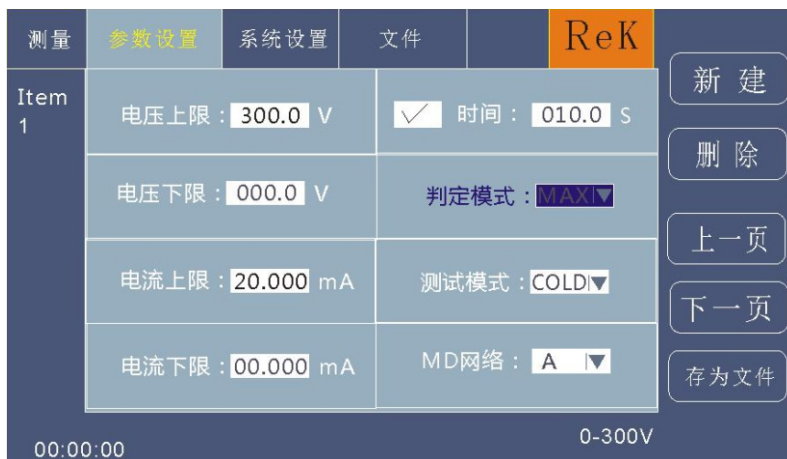 测量 参数设置 系统设置 文件 ReK
新 建
Item 1
电压上限: 300.0 V
✓ 时间: 010.0 S
删 除
电压下限: 000.0 V
判定模式: MAX
上一页
电流上限: 20.000 mA
测试模式: COLD
下一页
电流下限: 00.000 mA
MD网络: A
存为文件
00:00:00
0-300V